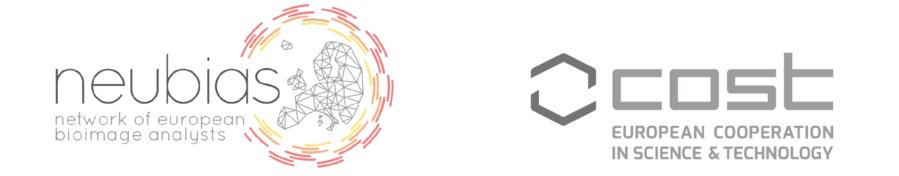 neubias
network of european
bioimage analysts
cost
EUROPEAN COOPERATION
IN SCIENCE & TECHNOLOGY